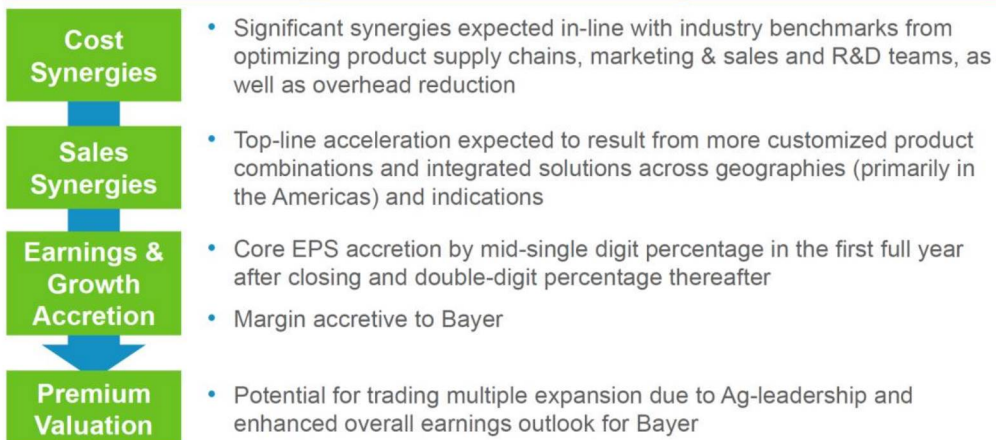 Cost
Synergies
• Significant synergies expected in-line with industry benchmarks from
optimizing product supply chains, marketing & sales and R&D teams, as
well as overhead reduction
Sales
Synergies
• Top-line acceleration expected to result from more customized product
combinations and integrated solutions across geographies (primarily in
the Americas) and indications
Earnings &
Growth
Accretion
• Core EPS accretion by mid-single digit percentage in the first full year
after closing and double-digit percentage thereafter
• Margin accretive to Bayer
Premium
Valuation
• Potential for trading multiple expansion due to Ag-leadership and
enhanced overall earnings outlook for Bayer